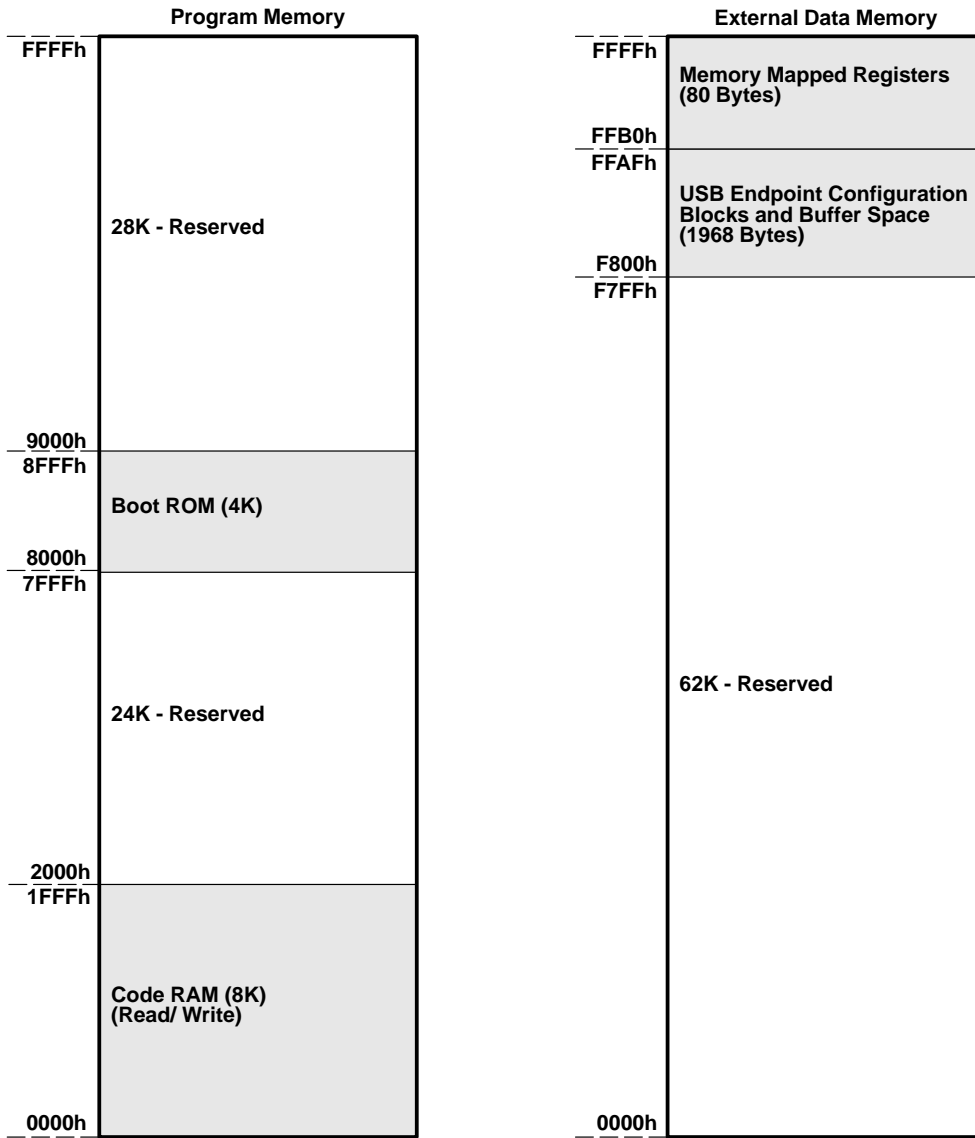 Program Memory
FFFFh
28K - Reserved
9000h
8FFFh
Boot ROM (4K)
8000h
7FFFh
24K - Reserved
2000h
1FFFh
Code RAM (8K)
(Read/ Write)
0000h
External Data Memory
FFFFh
Memory Mapped Registers
(80 Bytes)
FFB0h
FFAFh
USB Endpoint Configuration
Blocks and Buffer Space
(1968 Bytes)
F800h
F7FFh
62K - Reserved
0000h